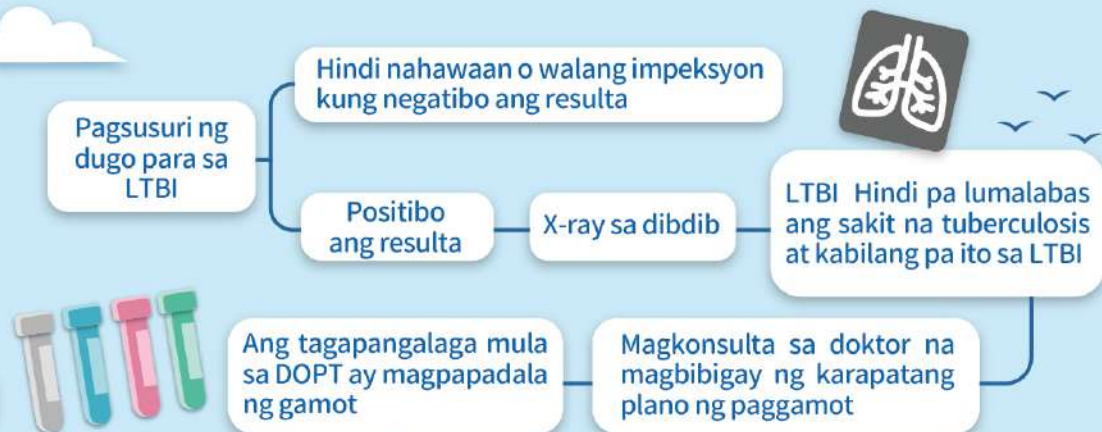 Pagsusuri ng
dugo para sa
LTBI
Hindi nahawaan o walang impeksyon
kung negatibo ang resulta
Positibo
ang resulta
X-ray sa dibdib
LTBI Hindi pa lumalabas
ang sakit na tuberculosis
at kabilang pa ito sa LTBI
Magkonsulta sa doktor na
magbibigay ng karapatang
plano ng paggamot
Ang tagapangalaga mula
sa DOPT ay magpapadala
ng gamot